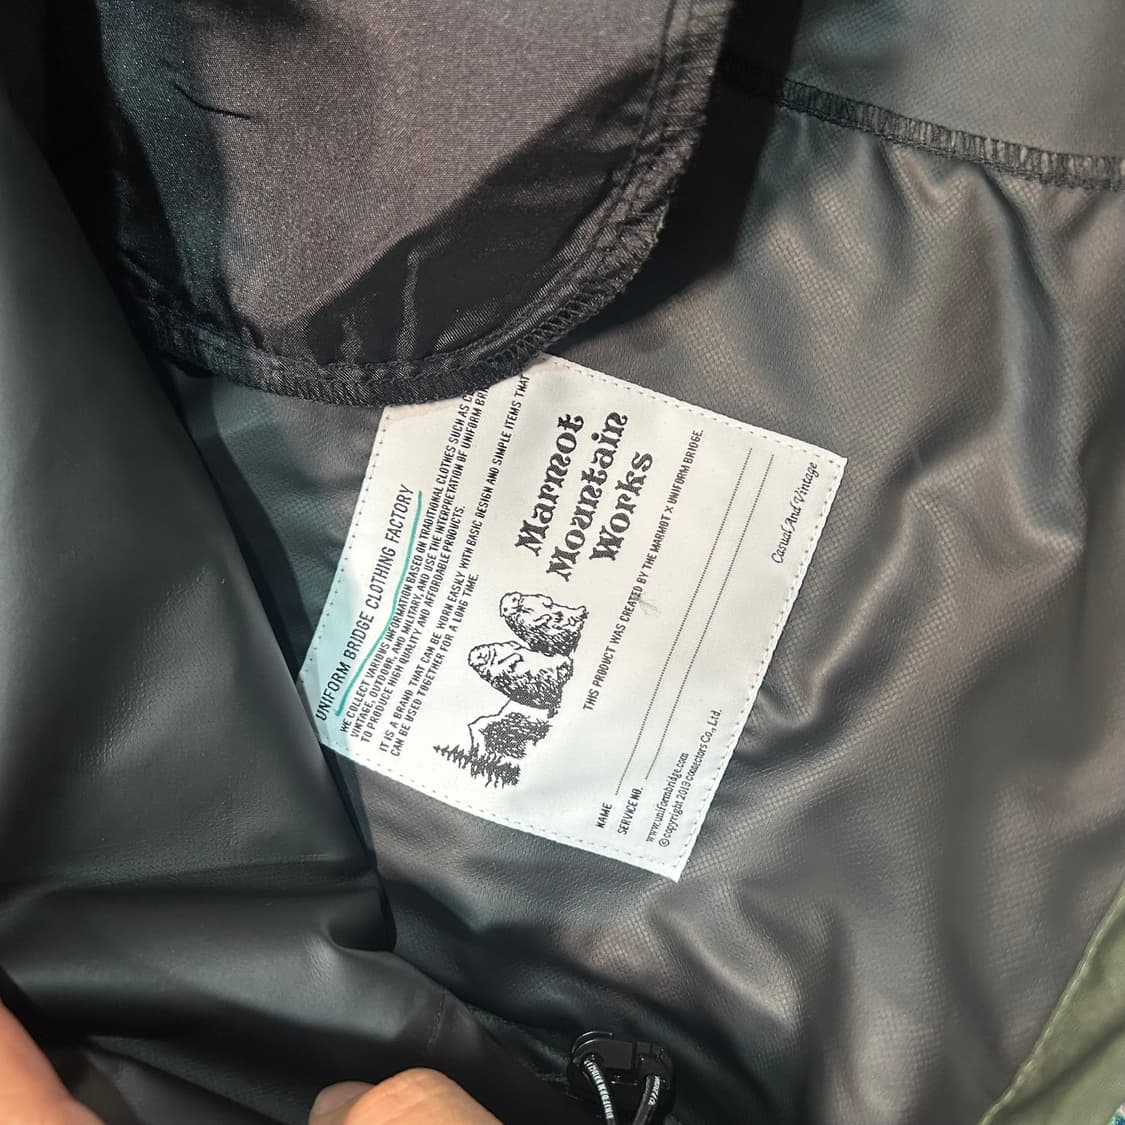 UNIFORM BRIDGE CLOTHING FACTORY
WE COLLECT VARIOUS INFORMATION BASED ON TRADITIONAL CLOTHES SUCH AS
VINTAGE, OUTDOOR, AND MILITARY, AND USE THE INTERPRETATION OF UNIFORM
TO PRODUCE HIGH QUALITY AND AFFORDABLE PRODUCTS.
IT IS A BRAND THAT CAN BE WORN EASILY WITH BASIC DESIGN AND SIMPLE ITEMS THAT
CAN BE USED TOGETHER FOR A LONG TIME.
Marmot
Mountain
Works
THIS PRODUCT WAS CREATED BY THE MARMOT X UNIFORM BRIDGE.
NAME
SERVICE NO.
www.uniformbridge.com
©copyright 2013 connectors Co., Ltd.
Casual And Vintage